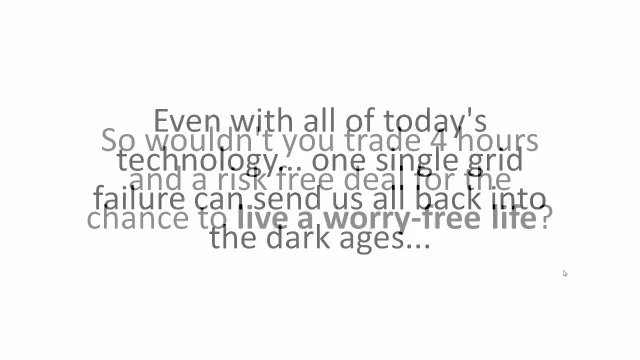 Even with all of today's
technology... one single grid
failure can send us all back into
the dark ages...
So wouldn't you trade 4 hours
and a risk free deal for the
chance to live a worry-free life?